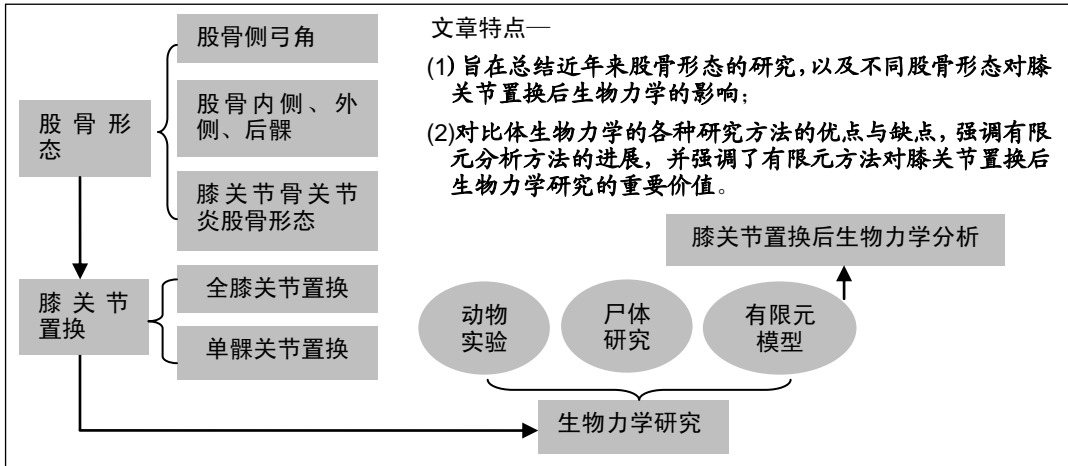 股骨形
态
股骨侧弓角
股骨内侧、外
侧、后髁
膝关节骨关节
炎股骨形态
膝关节
置换
全膝关节置换
单髁关节置换
文章特点—
(1)旨在总结近年来股骨形态的研究,以及不同股骨形态对膝
关节置换后生物力学的影响;
(2)对比体生物力学的各种研究方法的优点与缺点，强调有限
元分析方法的进展，并强调了有限元方法对膝关节置换后
生物力学研究的重要价值。
膝关节置换后生物力学分析
动物
实验
尸体
研究
有限元
模型
生物力学研究